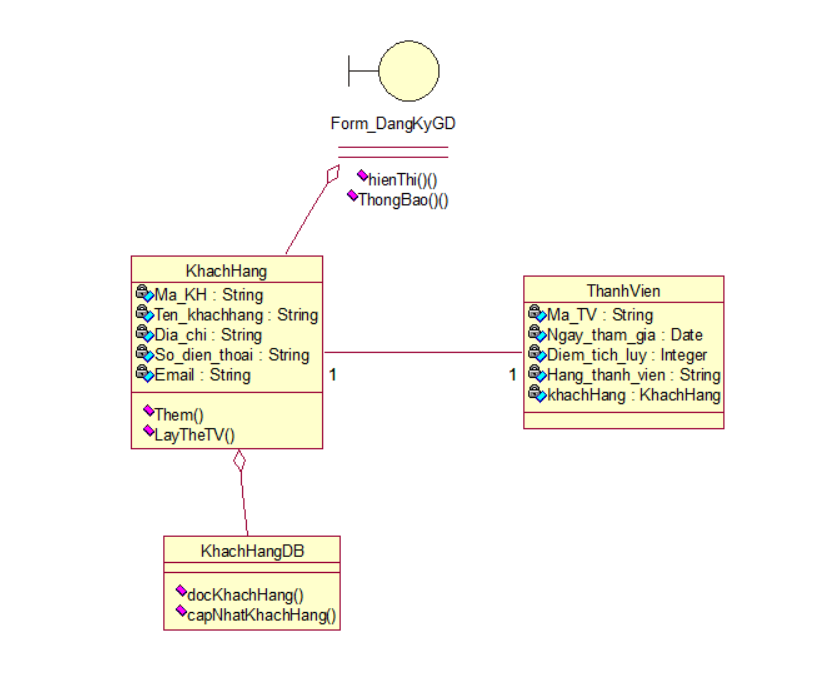 Form_DangKyGD
hienThi()()
ThongBao()()
KhachHang
Ma_KH : String
Ten_khachhang : String
Dia_chi : String
So_dien_thoai : String
Email : String
Them()
LayTheTV()
1
1
ThanhVien
Ma_TV : String
Ngay_tham_gia : Date
Diem_tich_luy : Integer
Hang_thanh_vien : String
khachHang : KhachHang
KhachHangDB
docKhachHang()
capNhatKhachHang()